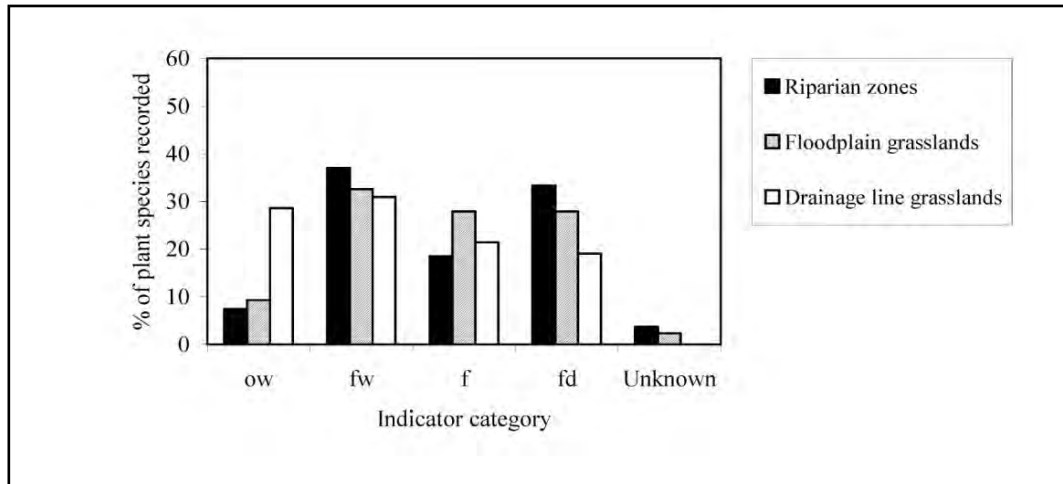 60
50
40
30
20
10
0
% of plant species recorded
ow fw f fd Unknown
Indicator category
Riparian zones
Floodplain grasslands
Drainage line grasslands